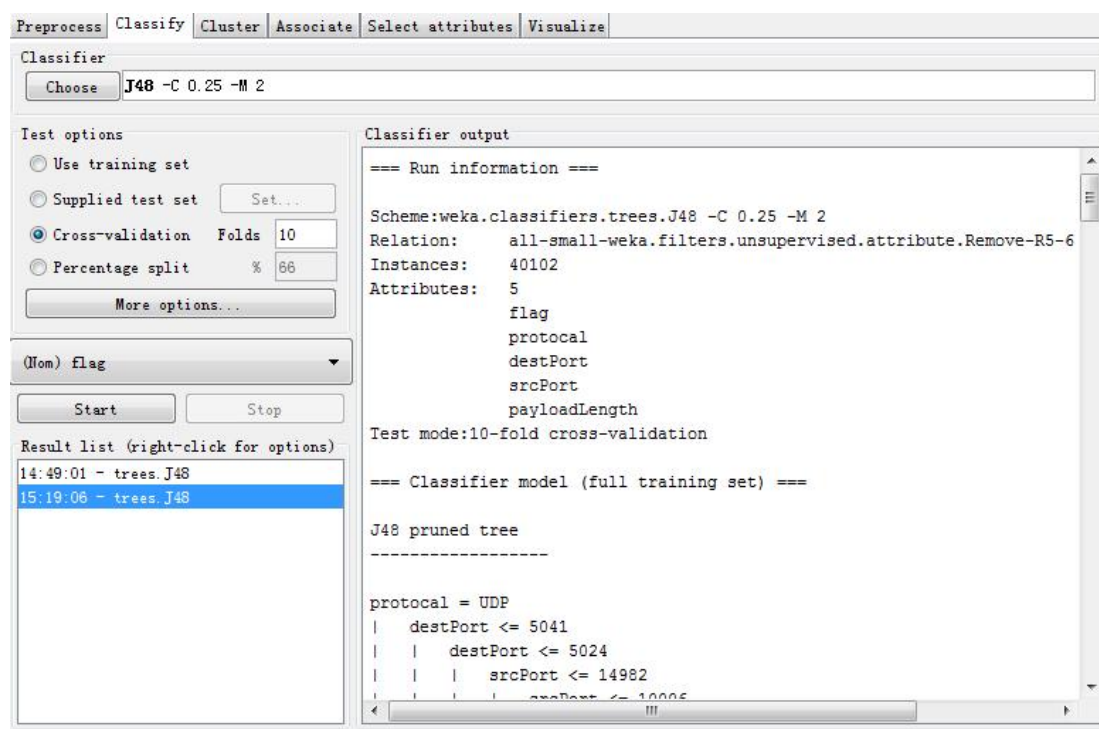 Preprocess Classify Cluster Associate Select attributes Visualize
Classifier
Choose J48 -C 0.25 -M 2
Test options
Use training set
Supplied test set Set...
Cross-validation Folds 10
Percentage split % 66
More options...
(Nom) flag
Start Stop
Result list (right-click for options)
14:49:01 - trees.J48
15:19:06 - trees.J48
Classifier output
=== Run information ===
Scheme:weka.classifiers.trees.J48 -C 0.25 -M 2
Relation: all-small-weka.filters.unsupervised.attribute.Remove-R5-6
Instances: 40102
Attributes: 5
flag
protocal
destPort
srcPort
payloadLength
Test mode:10-fold cross-validation
=== Classifier model (full training set) ===
J48 pruned tree
------------------
protocal = UDP
| destPort <= 5041
| | destPort <= 5024
| | | srcPort <= 14982
| | | | srcPort <= 10006